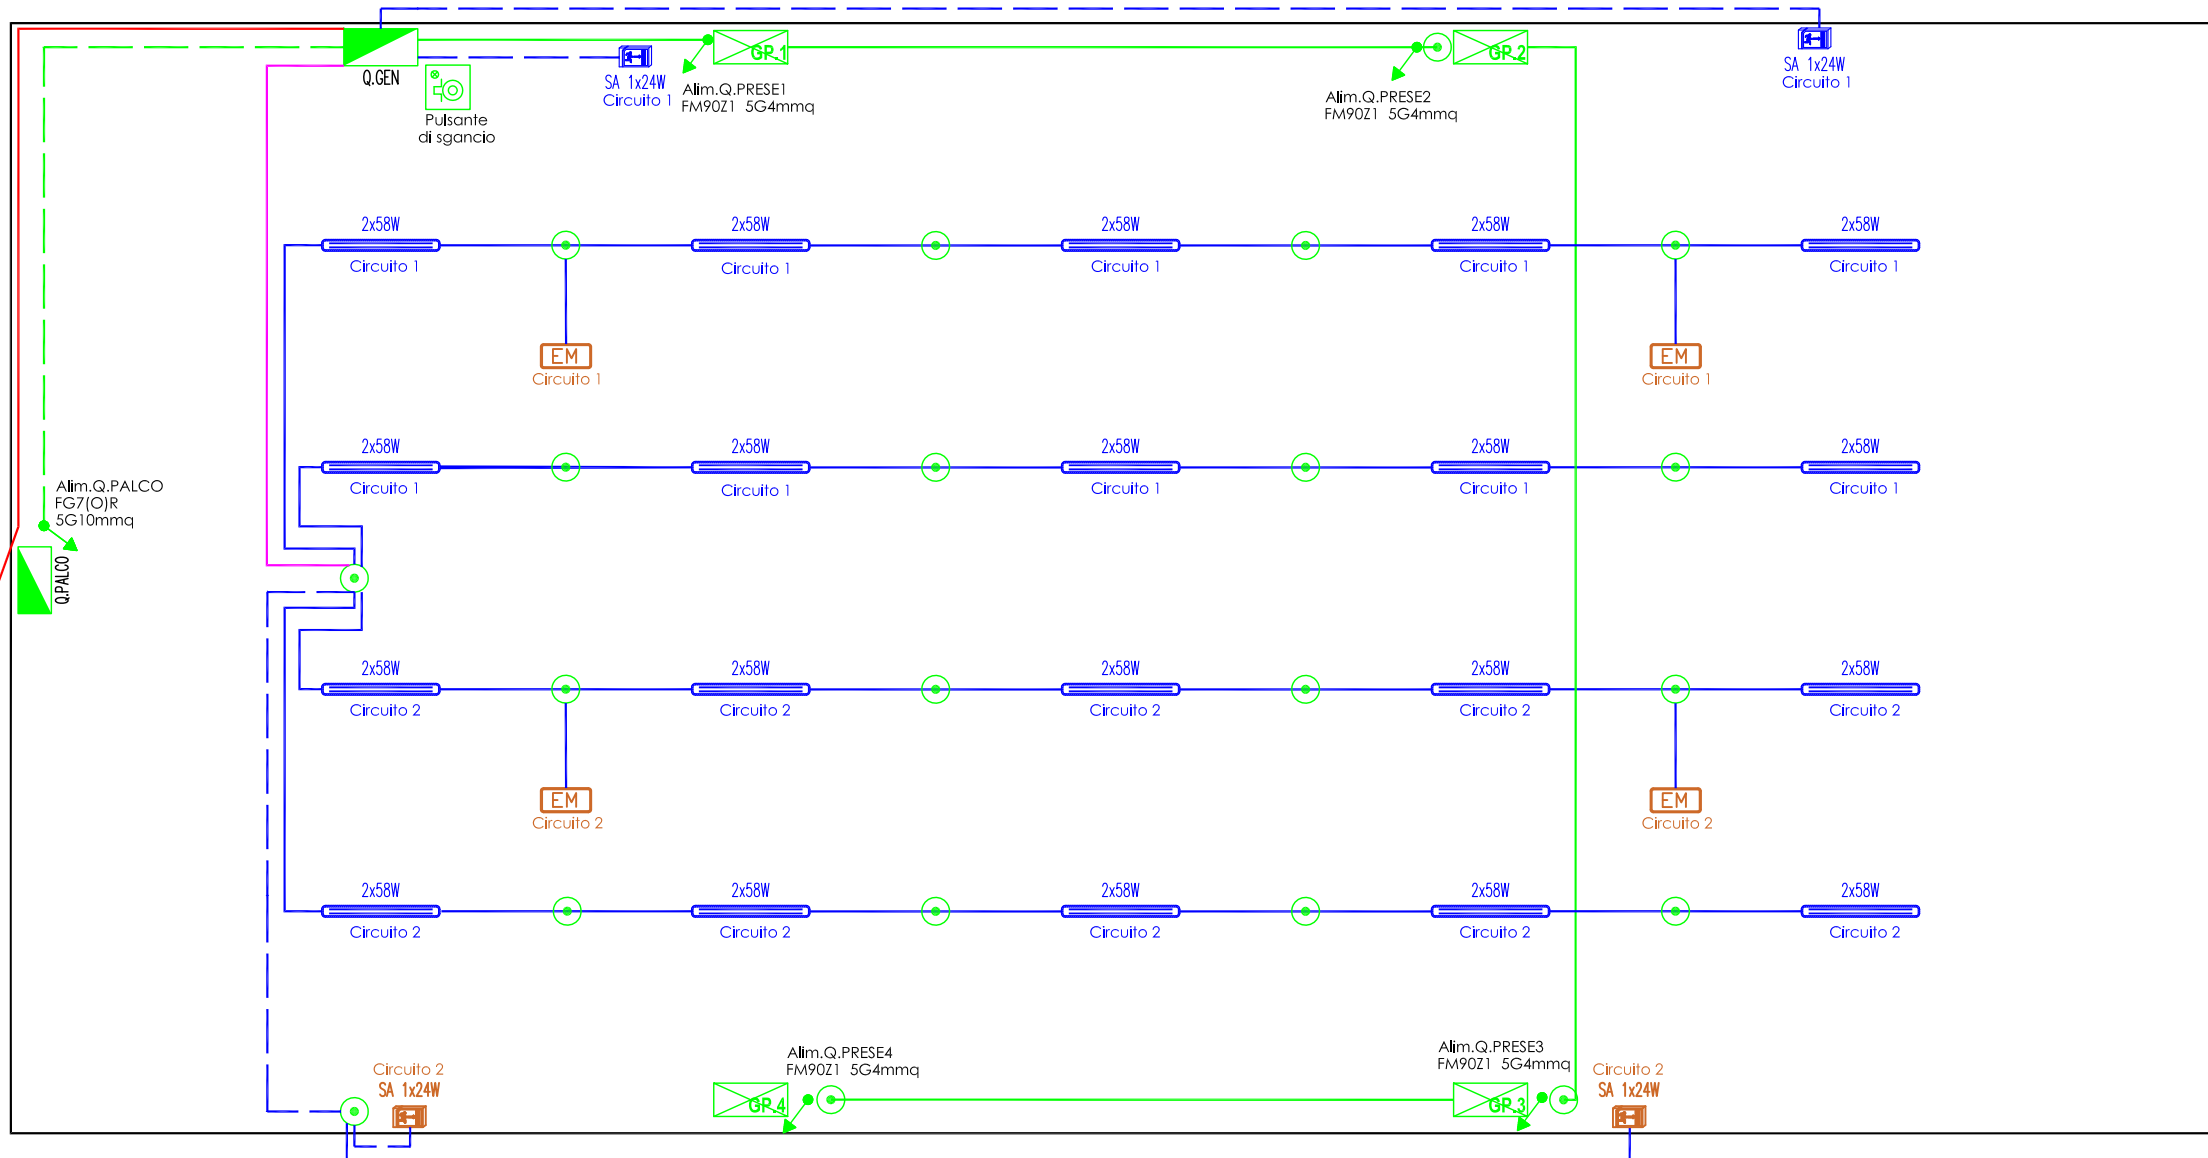 Q.GEN
Pulsante
di sgancio
SA 1x24W
Circuito 1
GP.1
Alim.Q.PRESE1
FM90Z1 5G4mmq
GP.2
Alim.Q.PRESE2
FM90Z1 5G4mmq
SA 1x24W
Circuito 1
2x58W
2x58W
2x58W
2x58W
2x58W
Circuito 1
Circuito 1
Circuito 1
Circuito 1
Circuito 1
EM
Circuito 1
EM
Circuito 1
2x58W
2x58W
2x58W
2x58W
2x58W
Circuito 1
Circuito 1
Circuito 1
Circuito 1
Circuito 1
Alim.Q.PALCO
FG7(O)R
5G10mmq
Q.PALCO
2x58W
2x58W
2x58W
2x58W
2x58W
Circuito 2
Circuito 2
Circuito 2
Circuito 2
Circuito 2
EM
Circuito 2
EM
Circuito 2
2x58W
2x58W
2x58W
2x58W
2x58W
Circuito 2
Circuito 2
Circuito 2
Circuito 2
Circuito 2
Circuito 2
SA 1x24W
Alim.Q.PRESE4
FM90Z1 5G4mmq
GP.4
Alim.Q.PRESE3
FM90Z1 5G4mmq
GP.3
Circuito 2
SA 1x24W